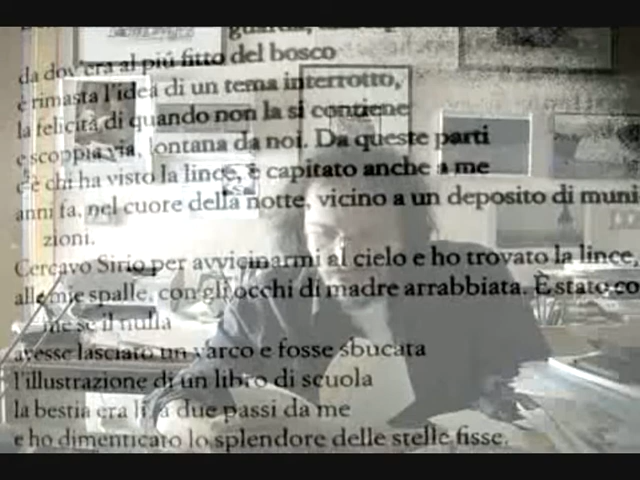 da dov'era al piú fitto del bosco
è rimasta l'idea di un tema interrotto,
la felicità di quando non la si contiene
e scoppia via, lontana da noi. Da queste parti
c'è chi ha visto la lince, è capitato anche a me
anni fa, nel cuore della notte, vicino a un deposito di muni
zioni.
Cercavo Sirio per avvicinarmi al cielo e ho trovato la lince,
alle mie spalle, con gli occhi di madre arrabbiata. È stato co
me se il nulla
avesse lasciato un varco e fosse sbucata
l'illustrazione di un libro di scuola
la bestia era lí, a due passi da me
e ho dimenticato lo splendore delle stelle fisse.